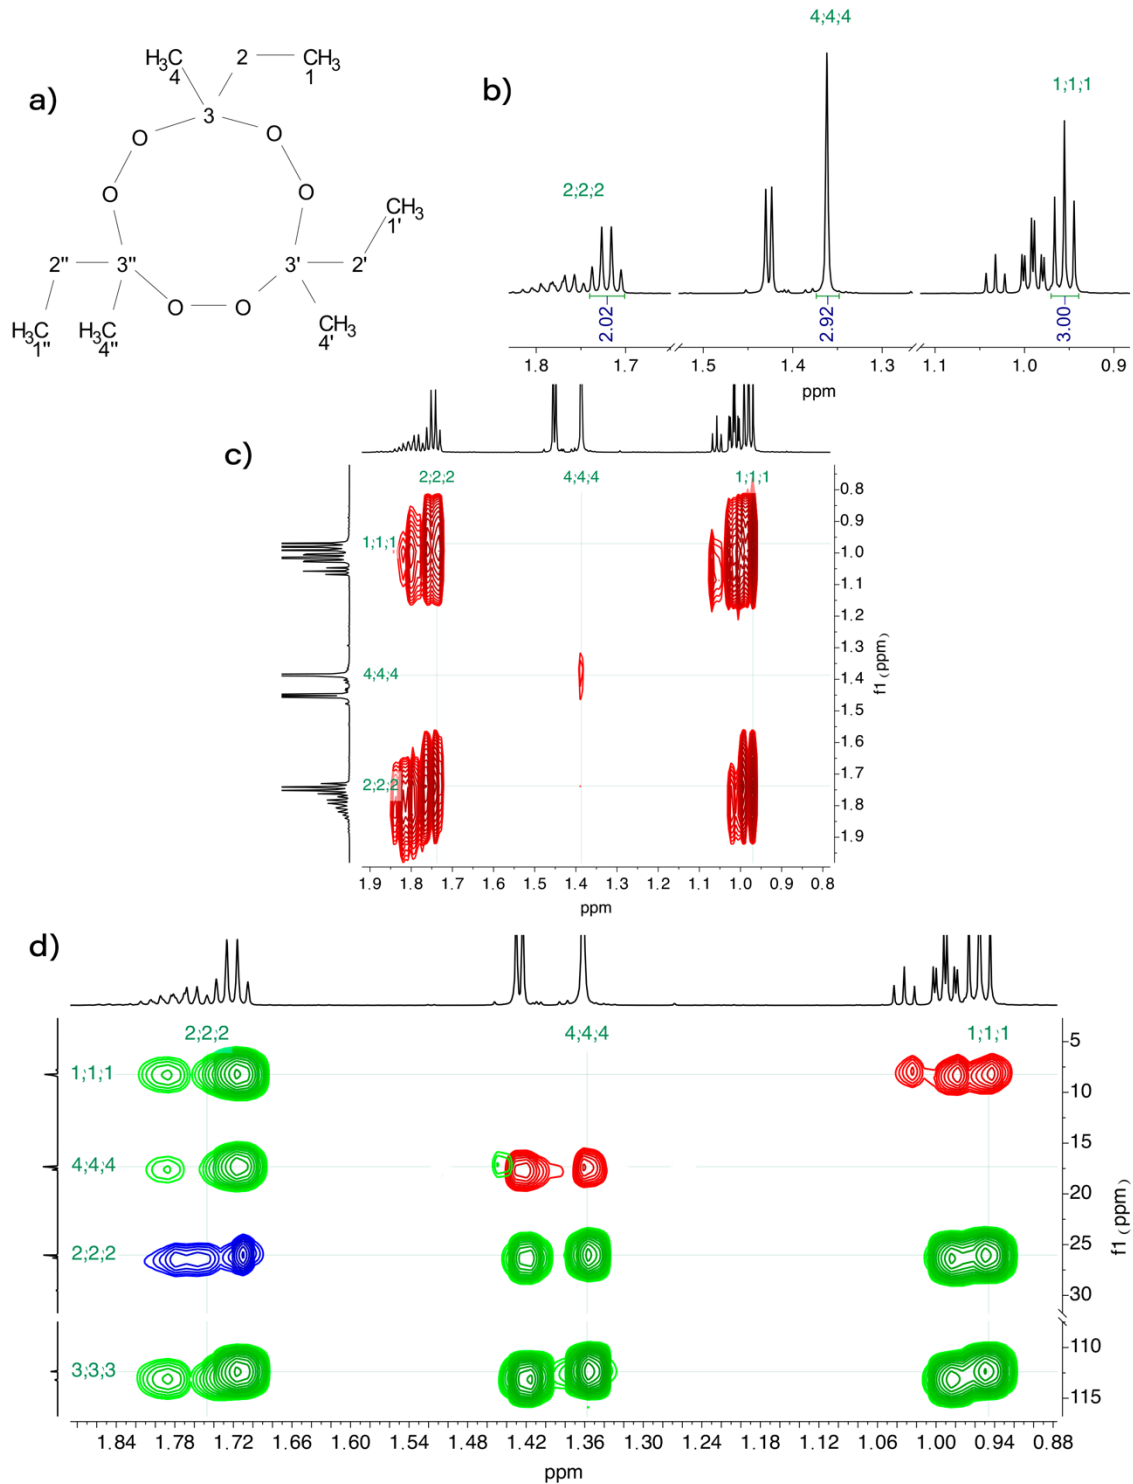 a)
H₃C
4
2
CH₃
1
3
O
O
O
O
CH₃
1'
2"
3"
3'
2'
H₃C
1"
H₃C
4"
O
O
CH₃
4'
b)
4;4;4
1;1;1
2;2;2
2.02
2.92
3.00
1.8 1.7 1.5 1.4 1.3 1.1 1.0 0.9
ppm
c)
2;2;2 4;4;4 1;1;1
1;1;1
4;4;4
2;2;2
0.8
0.9
1.0
1.1
1.2
1.3
1.4
1.5
1.6
1.7
1.8
1.9
f1 (ppm)
1.9 1.8 1.7 1.6 1.5 1.4 1.3 1.2 1.1 1.0 0.9 0.8
ppm
d)
2;2;2 4;4;4 1;1;1
1;1;1
4;4;4
2;2;2
3;3;3
5
10
15
20
25
30
110
115
f1 (ppm)
1.84 1.78 1.72 1.66 1.60 1.54 1.48 1.42 1.36 1.30 1.24 1.18 1.12 1.06 1.00 0.94 0.88
ppm